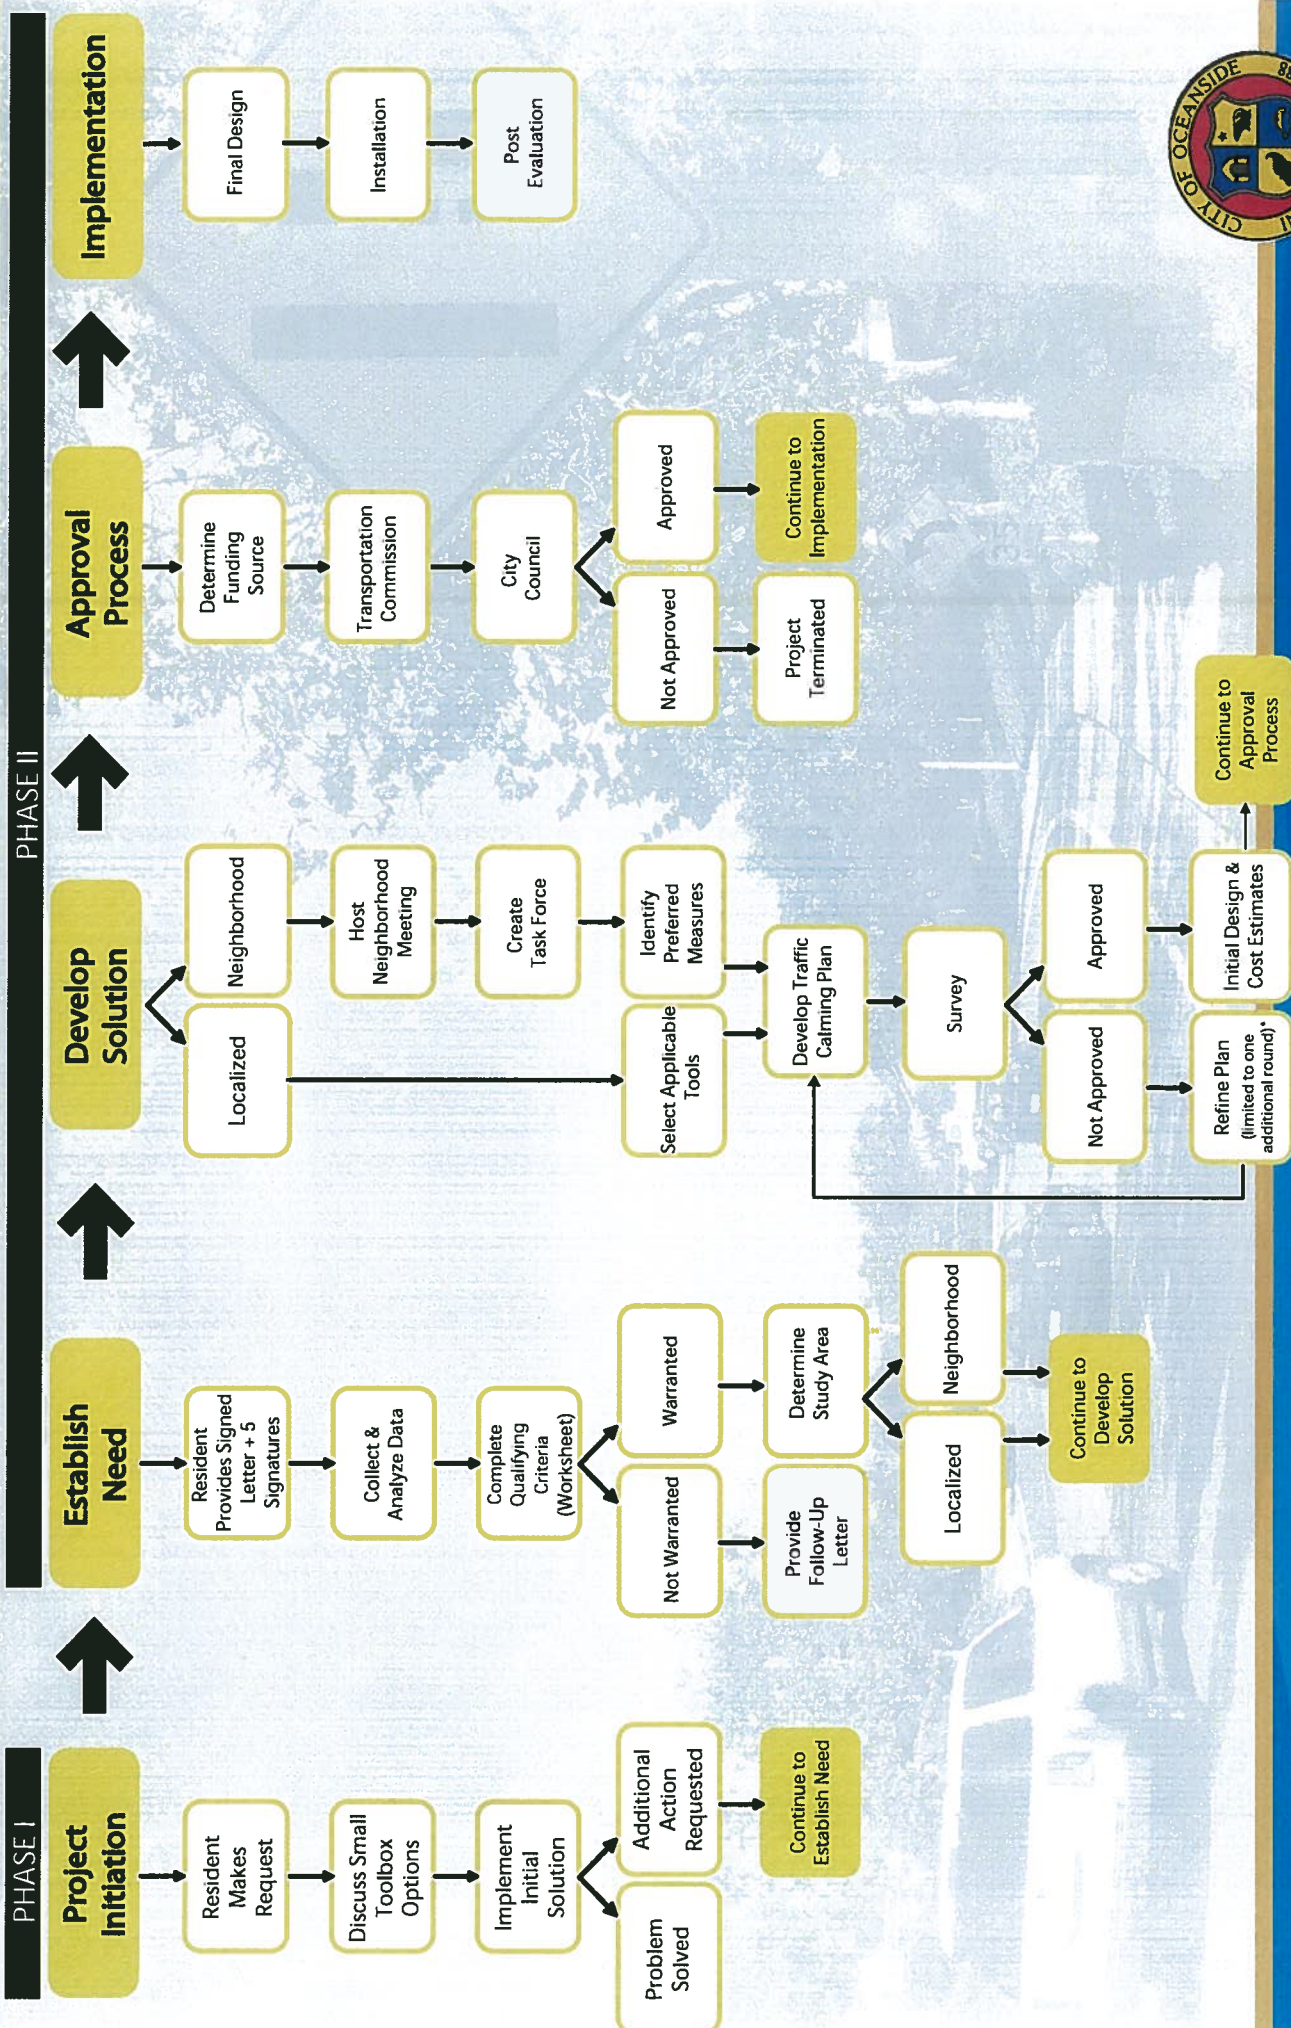 PHASE I
Project
Initiation
Resident
Makes
Request
Discuss Small
Toolbox
Options
Implement
Initial
Solution
Problem
Solved
Additional
Action
Requested
Continue to
Establish Need
PHASE II
Establish
Need
Resident
Provides Signed
Letter + 5
Signatures
Collect &
Analyze Data
Complete
Qualifying
Criteria
(Worksheet)
Not Warranted
Warranted
Provide
Follow-Up
Letter
Determine
Study Area
Localized
Neighborhood
Continue to
Develop
Solution
Develop
Solution
Localized
Neighborhood
Host
Neighborhood
Meeting
Create
Task Force
Select Applicable
Tools
Identify
Preferred
Measures
Develop Traffic
Calming Plan
Survey
Not Approved
Approved
Refine Plan
(limited to one
additional round)*
Initial Design &
Cost Estimates
Continue to
Approval
Process
Approval
Process
Determine
Funding
Source
Transportation
Commission
City
Council
Not Approved
Approved
Project
Terminated
Continue to
Implementation
Implementation
Final Design
Installation
Post
Evaluation
CITY OF OCEANSIDE